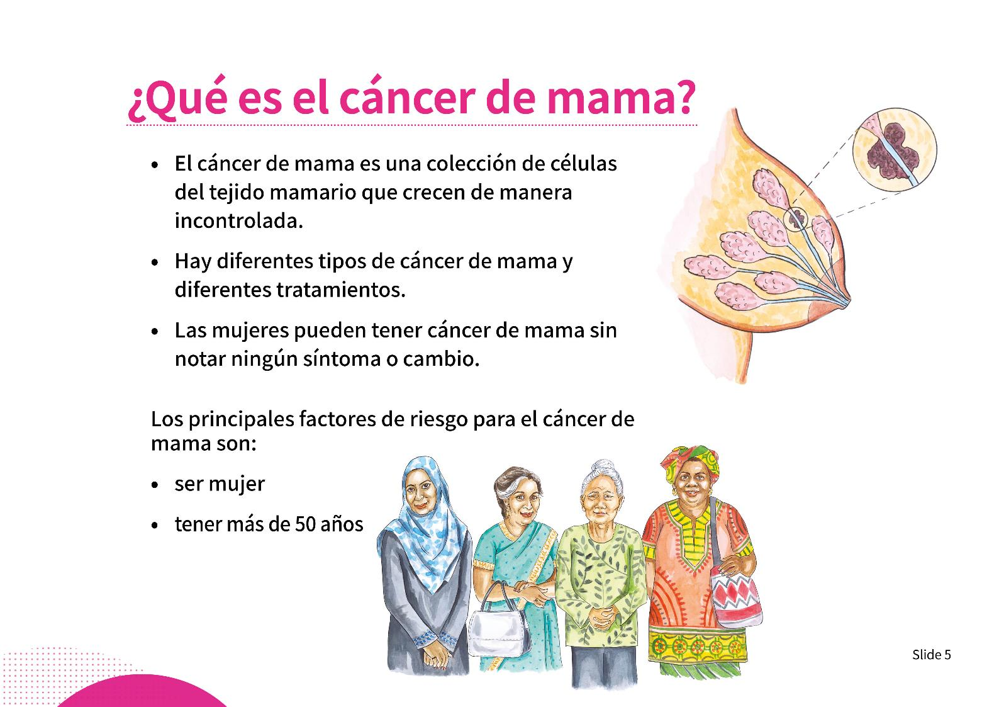 ¿Qué es el cáncer de mama?
• El cáncer de mama es una colección de células
del tejido mamario que crecen de manera
incontrolada.
• Hay diferentes tipos de cáncer de mama y
diferentes tratamientos.
• Las mujeres pueden tener cáncer de mama sin
notar ningún síntoma o cambio.
Los principales factores de riesgo para el cáncer de
mama son:
• ser mujer
• tener más de 50 años
Slide 5